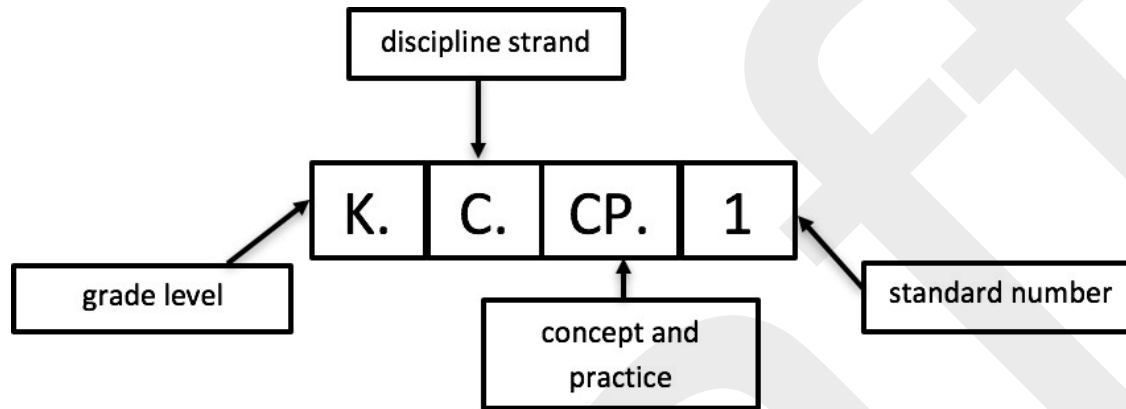 discipline strand
K. C. CP. 1
grade level
standard number
concept and
practice